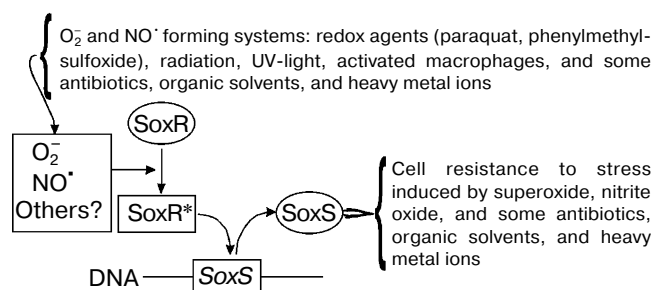 O₂⁻ and NO· forming systems: redox agents (paraquat, phenylmethyl-
sulfoxide), radiation, UV-light, activated macrophages, and some
antibiotics, organic solvents, and heavy metal ions
SoxR
O₂⁻
NO·
Others?
SoxR*
SoxS
Cell resistance to stress
induced by superoxide, nitrite
oxide, and some antibiotics,
organic solvents, and heavy
metal ions
DNA
SoxS